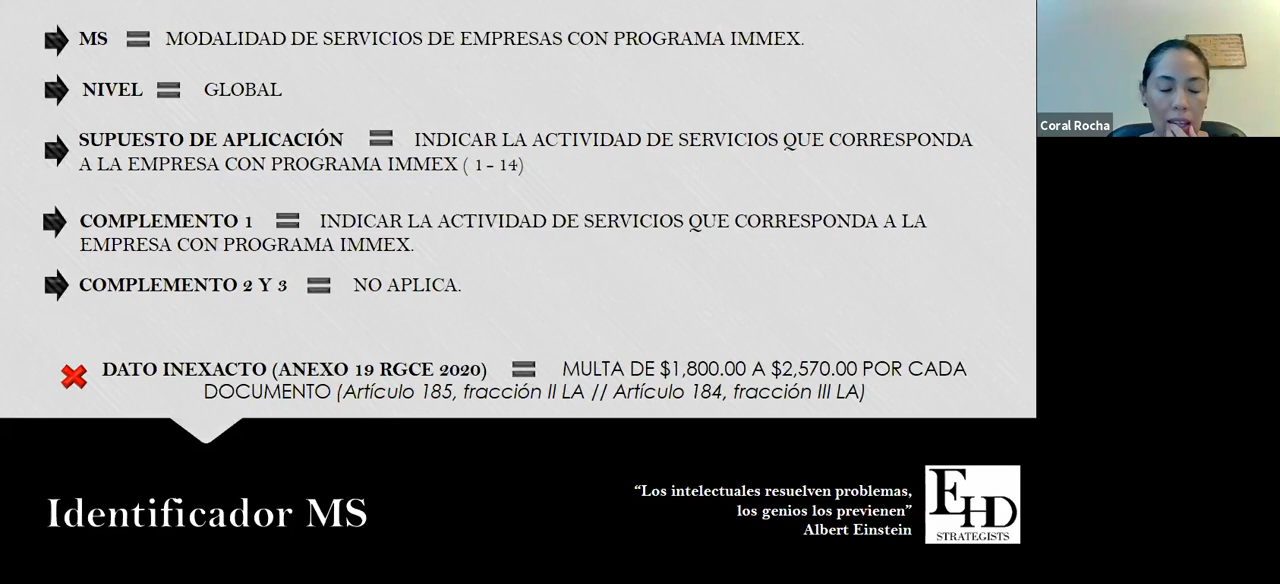 MS = MODALIDAD DE SERVICIOS DE EMPRESAS CON PROGRAMA IMMEX.
NIVEL = GLOBAL
SUPUESTO DE APLICACIÓN = INDICAR LA ACTIVIDAD DE SERVICIOS QUE CORRESPONDA
A LA EMPRESA CON PROGRAMA IMMEX ( 1 – 14)
COMPLEMENTO 1 = INDICAR LA ACTIVIDAD DE SERVICIOS QUE CORRESPONDA A LA
EMPRESA CON PROGRAMA IMMEX.
COMPLEMENTO 2 Y 3 = NO APLICA.
DATO INEXACTO (ANEXO 19 RGCE 2020) = MULTA DE $1,800.00 A $2,570.00 POR CADA
DOCUMENTO (Artículo 185, fracción II LA // Artículo 184, fracción III LA)
Identificador MS
“Los intelectuales resuelven problemas,
los genios los previenen”
Albert Einstein
EHD
STRATEGISTS
Coral Rocha